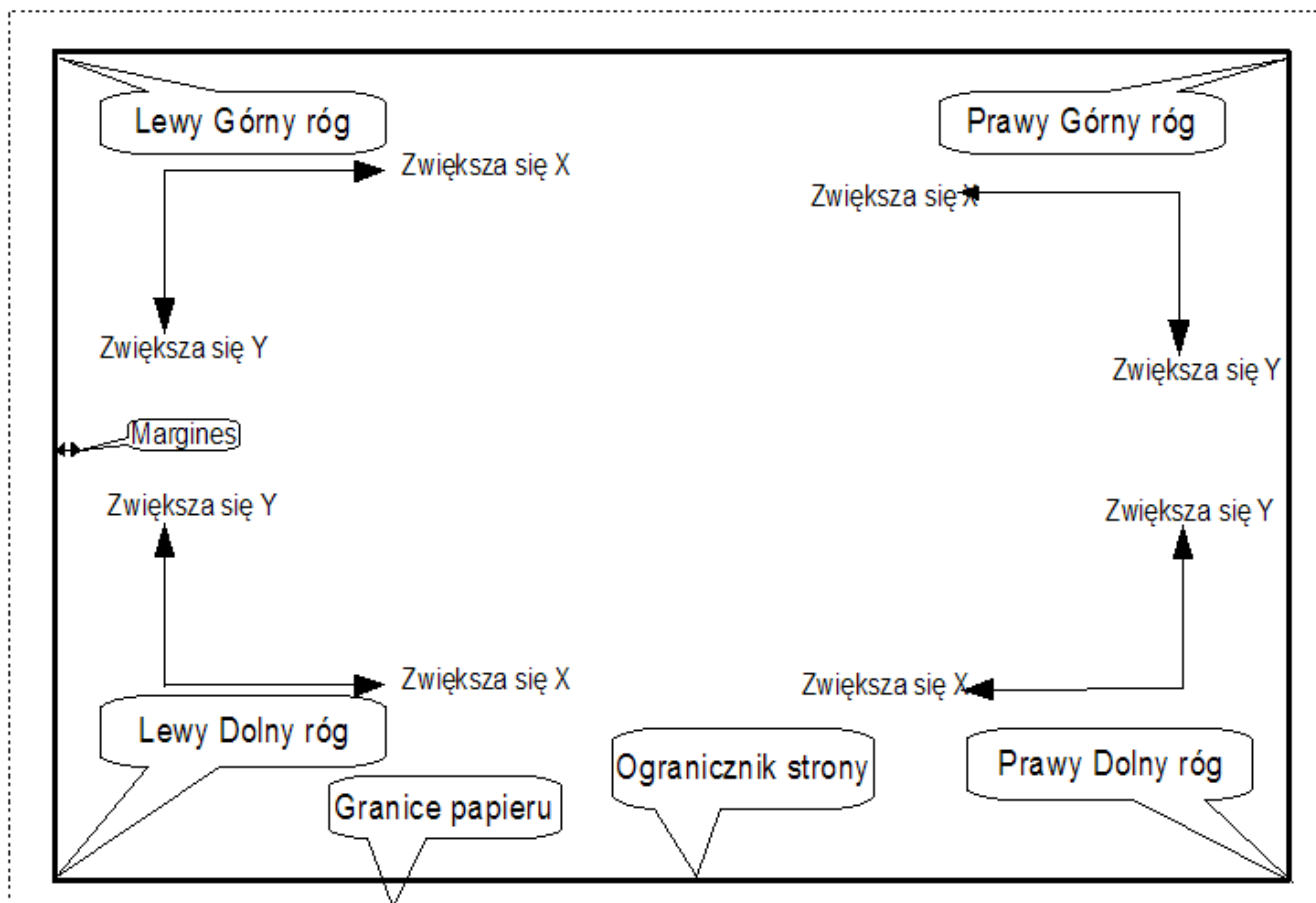 Lewy Górny róg
Prawy Górny róg
Zwiększa się X
Zwiększa się X
Zwiększa się Y
Zwiększa się Y
Margines
Zwiększa się Y
Zwiększa się Y
Zwiększa się X
Zwiększa się X
Lewy Dolny róg
Ogranicznik strony
Prawy Dolny róg
Granice papieru